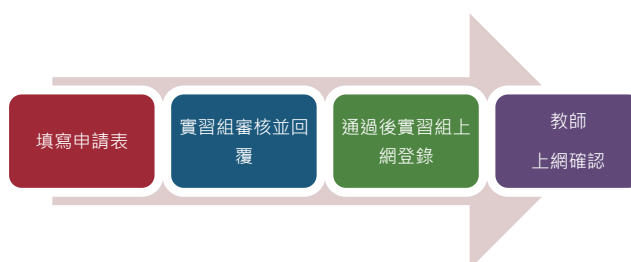 填寫申請表
實習組審核並回
覆
通過後實習組上
網登錄
教師
上網確認